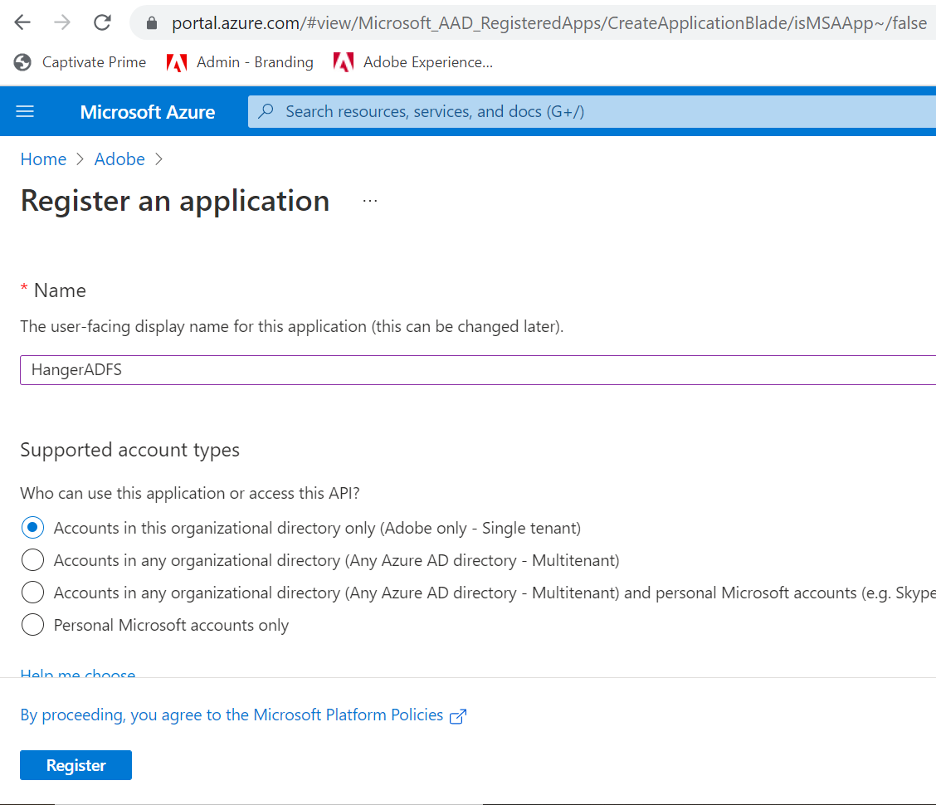 portal.azure.com/#view/Microsoft_AAD_RegisteredApps/CreateApplicationBlade/isMSAApp~/false
Captivate Prime Admin - Branding Adobe Experience...
Microsoft Azure Search resources, services, and docs (G+/)
Home > Adobe >
Register an application ...
* Name
The user-facing display name for this application (this can be changed later).
HangerADFS
Supported account types
Who can use this application or access this API?
Accounts in this organizational directory only (Adobe only - Single tenant)
Accounts in any organizational directory (Any Azure AD directory - Multitenant)
Accounts in any organizational directory (Any Azure AD directory - Multitenant) and personal Microsoft accounts (e.g. Skype
Personal Microsoft accounts only
Help me choose
By proceeding, you agree to the Microsoft Platform Policies
Register